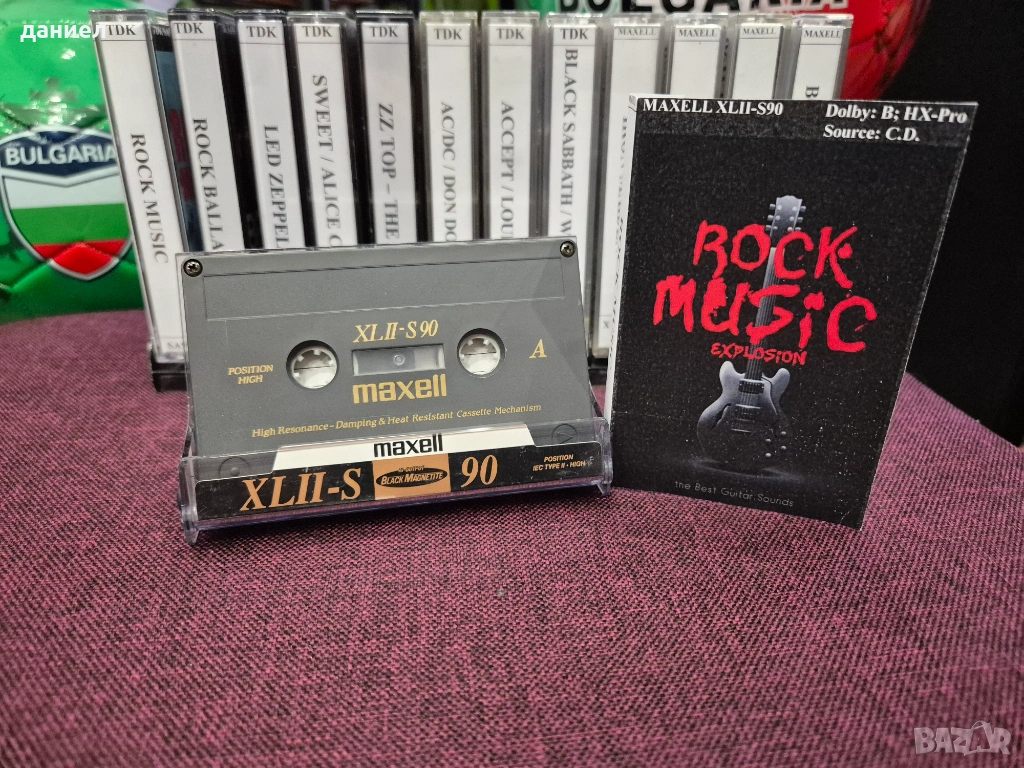 даниел
BULGARIA
BULGARIA
TDK
TDK
TDK
TDK
TDK
TDK
TDK
TDK
MAXELL
MAXELL
MAXELL
MAXELL
ROCK MUSIC
ROCK BALLA
LED ZEPPEL
SWEET / ALICE C
ZZ TOP – THE
AC/DC / DON DO
ACCEPT / LOU
BLACK SABBATH / W
B
MAXELL XLII-S90
Dolby: B; HX-Pro
Source: C.D.
ROCK
MUSiC
EXPLOSiON
the Best Guitar Sounds
XLII-S90
POSITION
HIGH
A
maxell
High Resonance-Damping & Heat Resistant Cassette Mechanism
maxell
XLII-S
BLACK MAGNETITE
90
POSITION
IEC TYPE II · HIGH
BAZAR